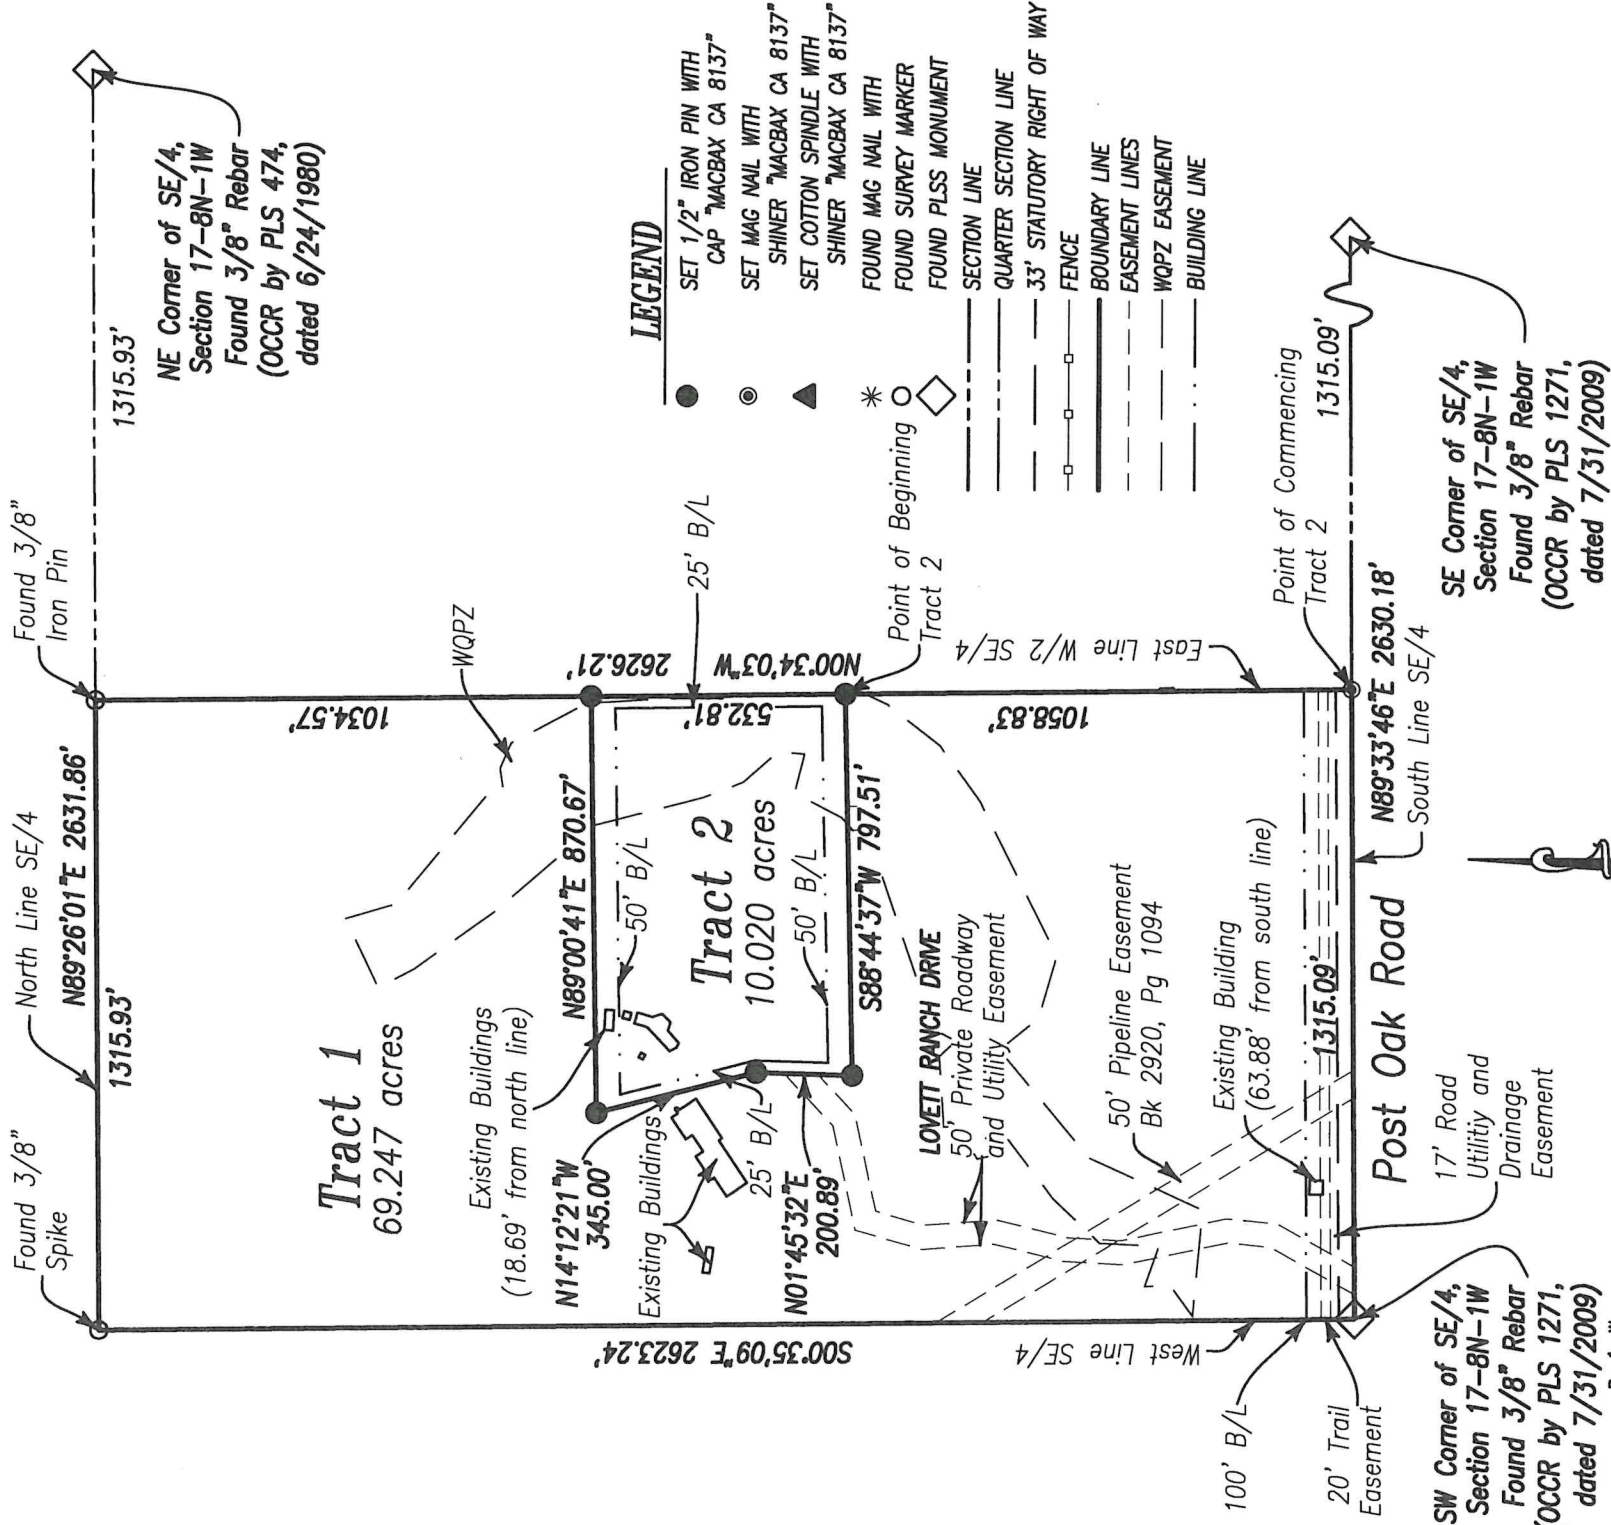 Found 3/8"
Spike
North Line SE/4
N89°26'01"E 2631.86'
1315.93'
Found 3/8"
Iron Pin
1315.93'
NE Corner of SE/4,
Section 17-8N-1W
Found 3/8" Rebar
(OCCR by PLS 474,
dated 6/24/1980)
Tract 1
69.247 acres
1034.57'
WQPZ
2626.21'
N00°34'03"W
532.81'
25' B/L
Existing Buildings
(18.69' from north line)
N89°00'41"E 870.67'
50' B/L
N14°12'21"W
345.00'
Existing Buildings
Tract 2
10.020 acres
50' B/L
25' B/L
N01°45'32"E
200.89'
S88°44'37"W 797.51'
Point of Beginning
Tract 2
LOVETT RANCH DRIVE
50' Private Roadway
and Utility Easement
1058.83'
East Line W/2 SE/4
S00°35'09"E 2623.24'
West Line SE/4
50' Pipeline Easement
Bk 2920, Pg 1094
Existing Building
(63.88' from south line)
1315.09'
Point of Commencing
Tract 2
1315.09'
N89°33'46"E 2630.18'
South Line SE/4
Post Oak Road
17' Road
Utilitiy and
Drainage
Easement
100' B/L
20' Trail
Easement
SW Corner of SE/4,
Section 17-8N-1W
Found 3/8" Rebar
(OCCR by PLS 1271,
dated 7/31/2009)
SE Corner of SE/4,
Section 17-8N-1W
Found 3/8" Rebar
(OCCR by PLS 1271,
dated 7/31/2009)
LEGEND
SET 1/2" IRON PIN WITH
CAP "MACBAX CA 8137"
SET MAG NAIL WITH
SHINER "MACBAX CA 8137"
SET COTTON SPINDLE WITH
SHINER "MACBAX CA 8137"
FOUND MAG NAIL WITH
FOUND SURVEY MARKER
FOUND PLSS MONUMENT
SECTION LINE
QUARTER SECTION LINE
33' STATUTORY RIGHT OF WAY
FENCE
BOUNDARY LINE
EASEMENT LINES
WQPZ EASEMENT
BUILDING LINE